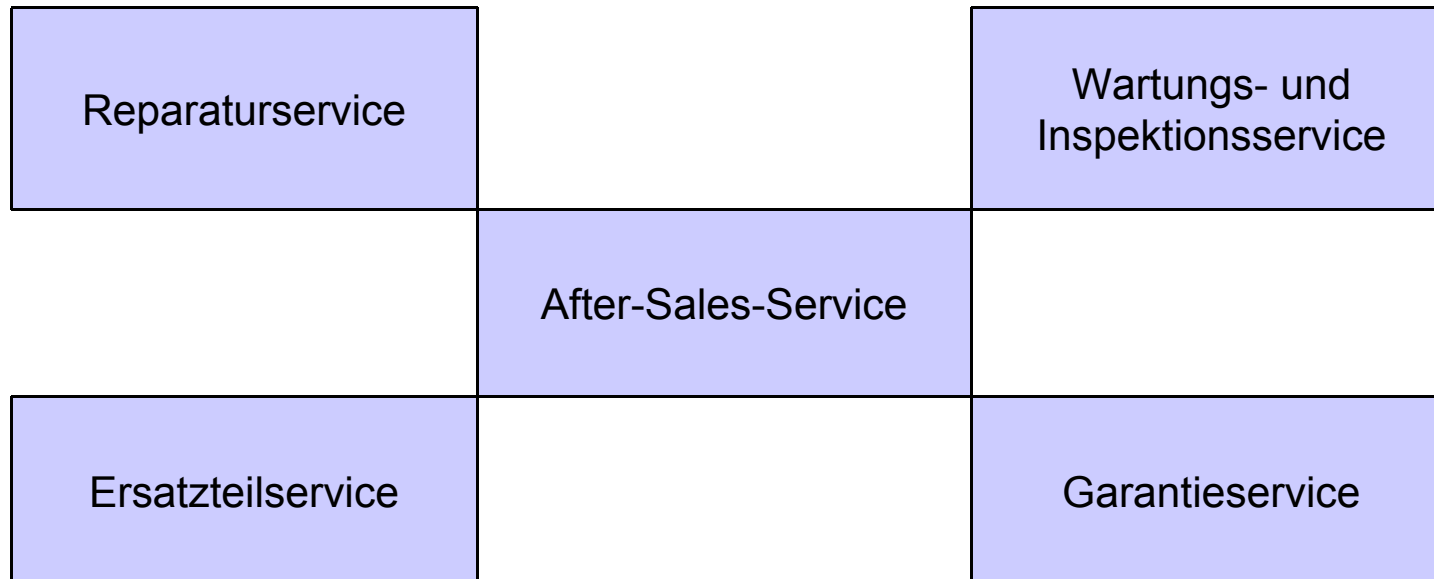 Reparaturservice
Wartungs- und
Inspektionsservice
After-Sales-Service
Ersatzteilservice
Garantieservice